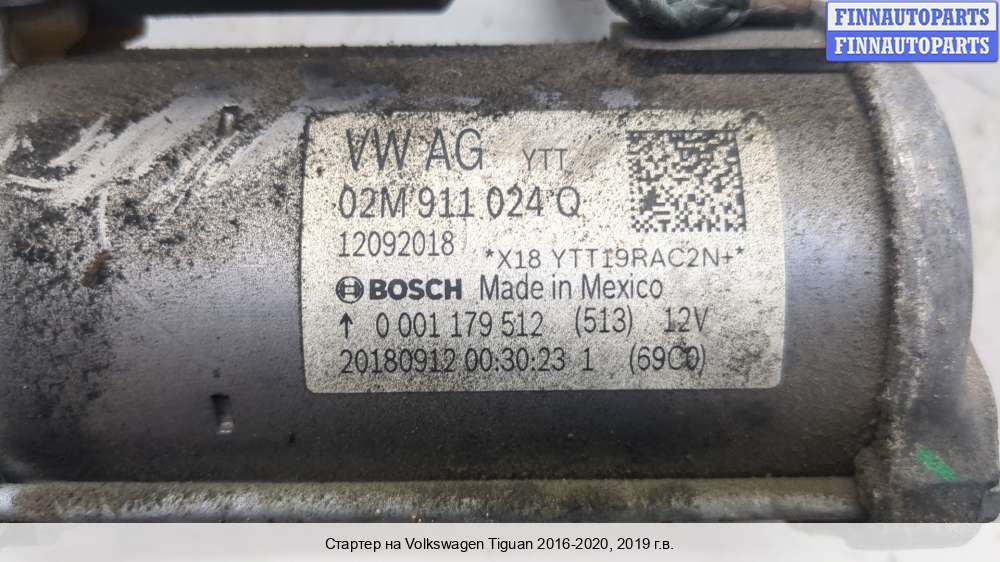 FINNAUTOPARTS
FINNAUTOPARTS
VW AG YTT
02M 911 024 Q
12092018 *X18 YTT19RAC2N+*
BOSCH Made in Mexico
↑ 0 001 179 512 (513) 12V
20180912 00:30:23 1 (69C0)
Стартер на Volkswagen Tiguan 2016-2020, 2019 г.в.